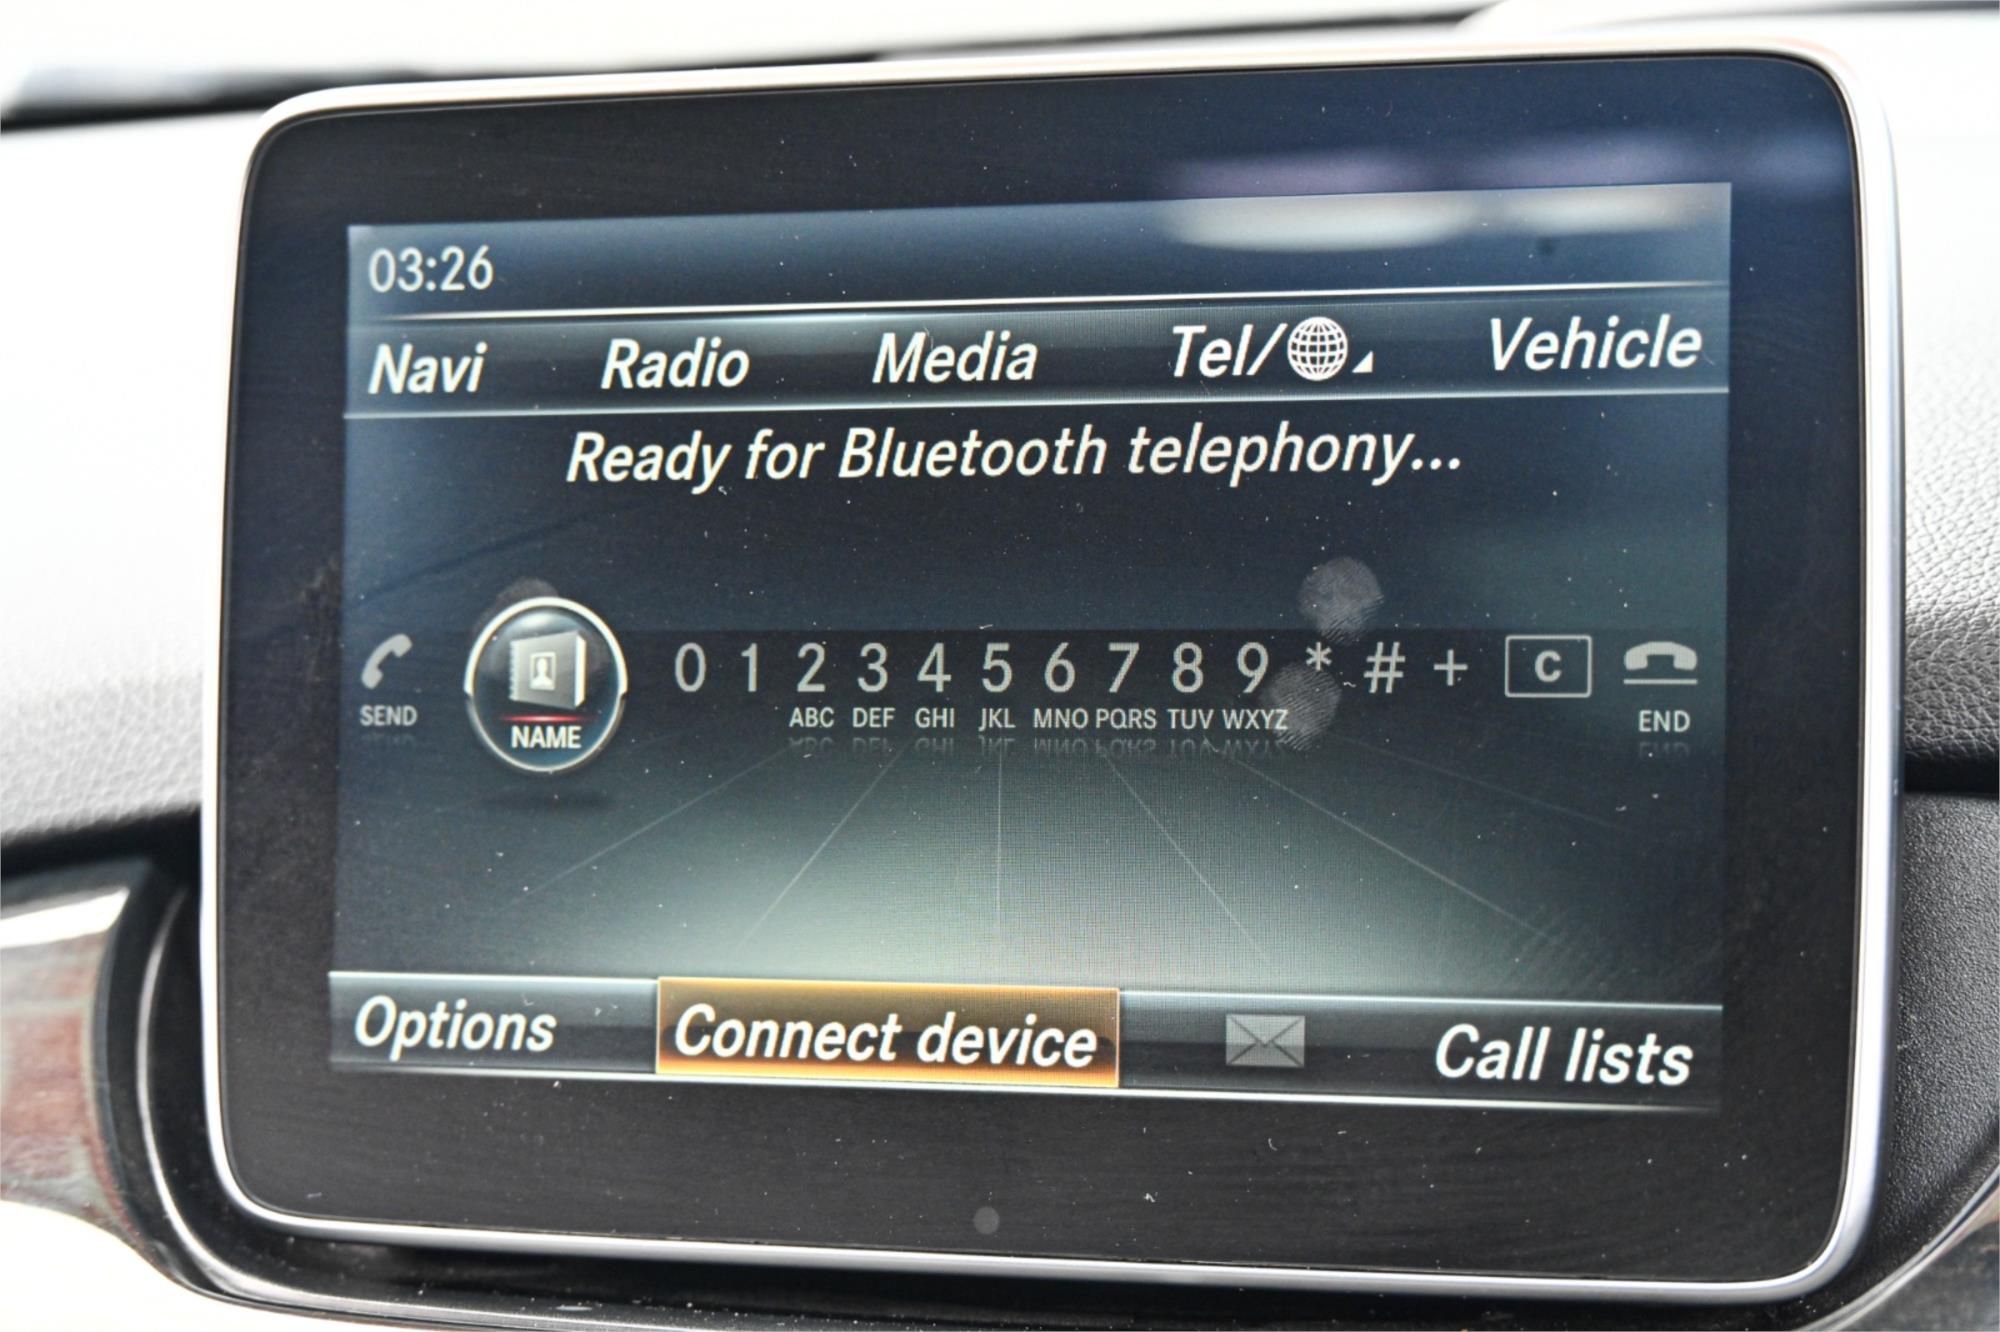 03:26
Navi Radio Media Tel/ Vehicle
Ready for Bluetooth telephony...
0 1 2 3 4 5 6 7 8 9 * # + C
SEND NAME ABC DEF GHI JKL MNO PQRS TUV WXYZ END
Options Connect device Call lists